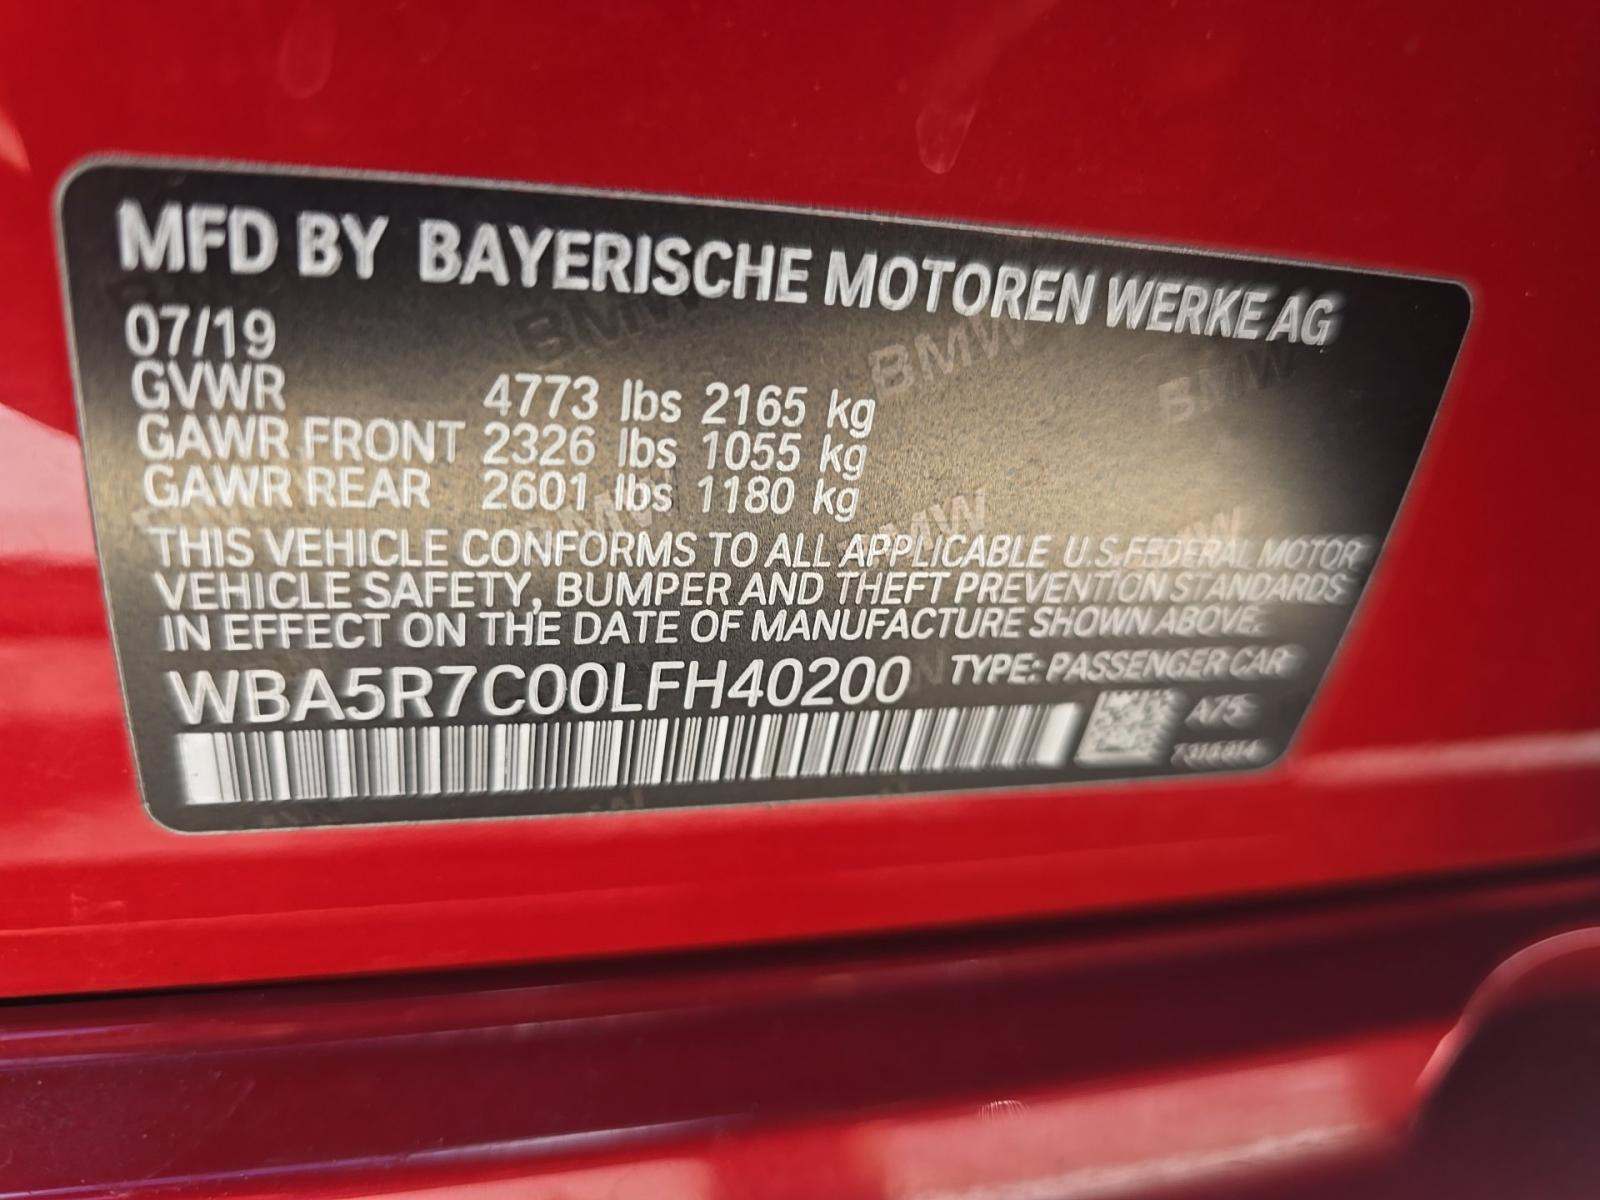 MFD BY BAYERISCHE MOTOREN WERKE AG
07/19
GVWR 4773 lbs 2165 kg
GAWR FRONT 2326 lbs 1055 kg
GAWR REAR 2601 lbs 1180 kg
THIS VEHICLE CONFORMS TO ALL APPLICABLE U.S.FEDERAL MOTOR
VEHICLE SAFETY, BUMPER AND THEFT PREVENTION STANDARDS
IN EFFECT ON THE DATE OF MANUFACTURE SHOWN ABOVE.
WBA5R7C00LFH40200 TYPE: PASSENGER CAR
A75